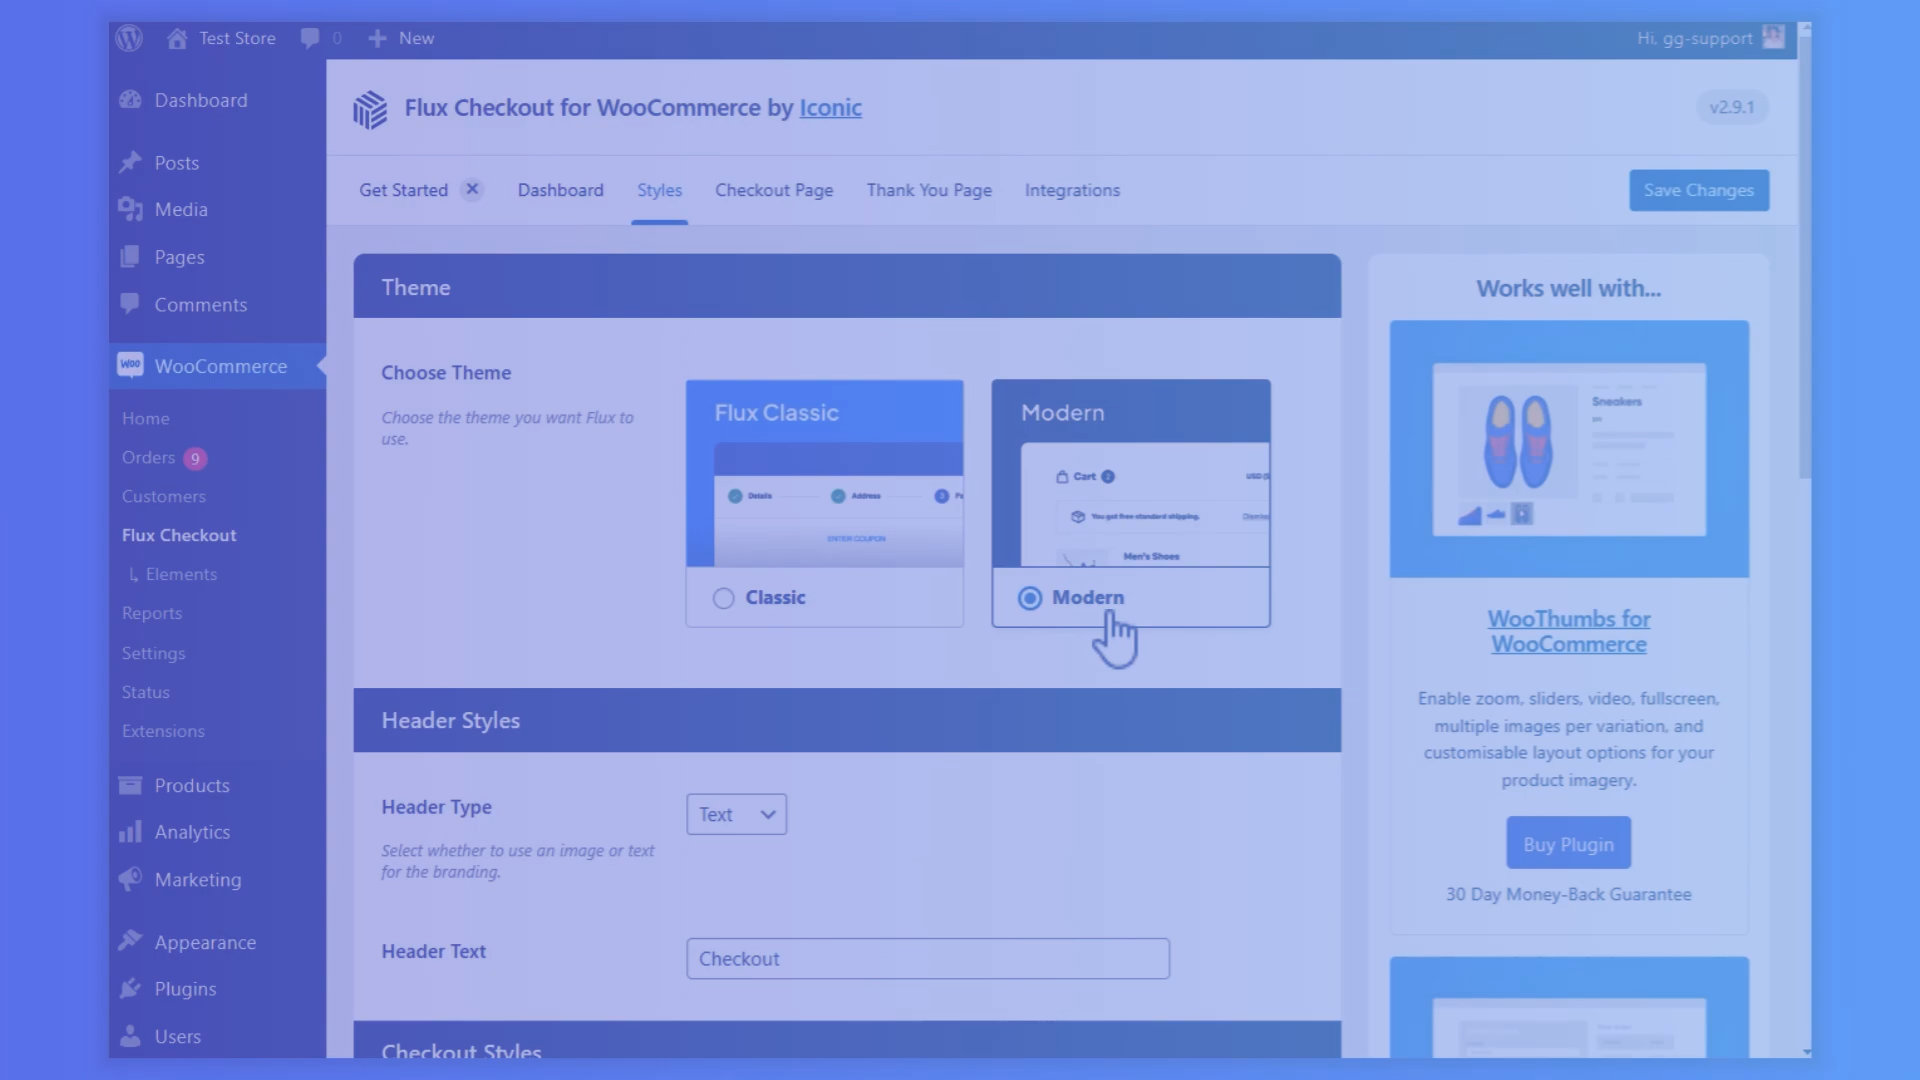 Test Store
0
New
Hi, gg-support
Dashboard
Posts
Media
Pages
Comments
WooCommerce
Home
Orders 9
Customers
Flux Checkout
↳ Elements
Reports
Settings
Status
Extensions
Products
Analytics
Marketing
Appearance
Plugins
Users
Flux Checkout for WooCommerce by Iconic
v2.9.1
Get Started
Dashboard
Styles
Checkout Page
Thank You Page
Integrations
Save Changes
Theme
Choose Theme
Choose the theme you want Flux to
use.
Flux Classic
Details
Address
3
ENTER COUPON
Classic
Modern
Cart
USD ($
You get free standard shipping.
Dismiss
Men's Shoes
Modern
Header Styles
Header Type
Select whether to use an image or text
for the branding.
Text
Header Text
Checkout
Checkout Styles
Works well with...
Sneakers
WooThumbs for
WooCommerce
Enable zoom, sliders, video, fullscreen,
multiple images per variation, and
customisable layout options for your
product imagery.
Buy Plugin
30 Day Money-Back Guarantee